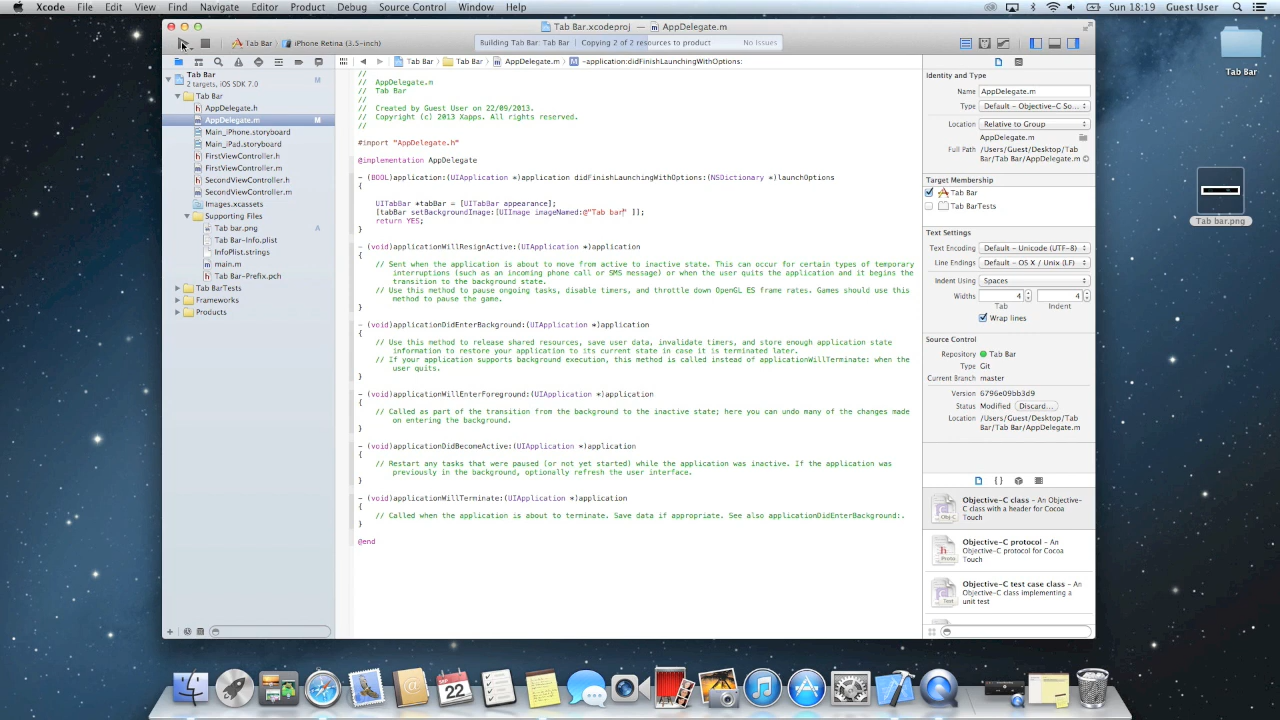 Xcode File Edit View Find Navigate Editor Product Debug Source Control Window Help Sun 18:19 Guest User
Tab Bar.xcodeproj — AppDelegate.m
Tab Bar iPhone Retina (3.5-inch)
Building Tab Bar: Tab Bar Copying 2 of 2 resources to product No Issues
Tab Bar Tab Bar AppDelegate.m -application:didFinishLaunchingWithOptions:
Tab Bar M
2 targets, iOS SDK 7.0
Tab Bar
AppDelegate.h
AppDelegate.m M
Main_iPhone.storyboard
Main_iPad.storyboard
FirstViewController.h
FirstViewController.m
SecondViewController.h
SecondViewController.m
Images.xcassets
Supporting Files
Tab bar.png A
Tab Bar-Info.plist
InfoPlist.strings
main.m
Tab Bar-Prefix.pch
Tab BarTests
Frameworks
Products
//
// AppDelegate.m
// Tab Bar
//
// Created by Guest User on 22/09/2013.
// Copyright (c) 2013 Xapps. All rights reserved.
//
#import "AppDelegate.h"
@implementation AppDelegate
- (BOOL)application:(UIApplication *)application didFinishLaunchingWithOptions:(NSDictionary *)launchOptions
{
UITabBar *tabBar = [UITabBar appearance];
[tabBar setBackgroundImage:[UIImage imageNamed:@"Tab bar" ]];
return YES;
}
- (void)applicationWillResignActive:(UIApplication *)application
{
// Sent when the application is about to move from active to inactive state. This can occur for certain types of temporary
interruptions (such as an incoming phone call or SMS message) or when the user quits the application and it begins the
transition to the background state.
// Use this method to pause ongoing tasks, disable timers, and throttle down OpenGL ES frame rates. Games should use this
method to pause the game.
}
- (void)applicationDidEnterBackground:(UIApplication *)application
{
// Use this method to release shared resources, save user data, invalidate timers, and store enough application state
information to restore your application to its current state in case it is terminated later.
// If your application supports background execution, this method is called instead of applicationWillTerminate: when the
user quits.
}
- (void)applicationWillEnterForeground:(UIApplication *)application
{
// Called as part of the transition from the background to the inactive state; here you can undo many of the changes made
on entering the background.
}
- (void)applicationDidBecomeActive:(UIApplication *)application
{
// Restart any tasks that were paused (or not yet started) while the application was inactive. If the application was
previously in the background, optionally refresh the user interface.
}
- (void)applicationWillTerminate:(UIApplication *)application
{
// Called when the application is about to terminate. Save data if appropriate. See also applicationDidEnterBackground:.
}
@end
Identity and Type
Name AppDelegate.m
Type Default - Objective-C So...
Location Relative to Group
AppDelegate.m
Full Path /Users/Guest/Desktop/Tab
Bar/Tab Bar/AppDelegate.m
Target Membership
Tab Bar
Tab BarTests
Text Settings
Text Encoding Default - Unicode (UTF-8)
Line Endings Default - OS X / Unix (LF)
Indent Using Spaces
Widths 4 4
Tab Indent
Wrap lines
Source Control
Repository Tab Bar
Type Git
Current Branch master
Version 6796e09bb3d9
Status Modified Discard...
Location /Users/Guest/Desktop/Tab
Bar/Tab Bar/AppDelegate.m
Objective-C class - An Objective-
C class with a header for Cocoa
Touch
Objective-C protocol - An
Objective-C protocol for Cocoa
Touch
Objective-C test case class - An
Objective-C class implementing a
unit test
Tab Bar
Tab bar.png
SEP
22